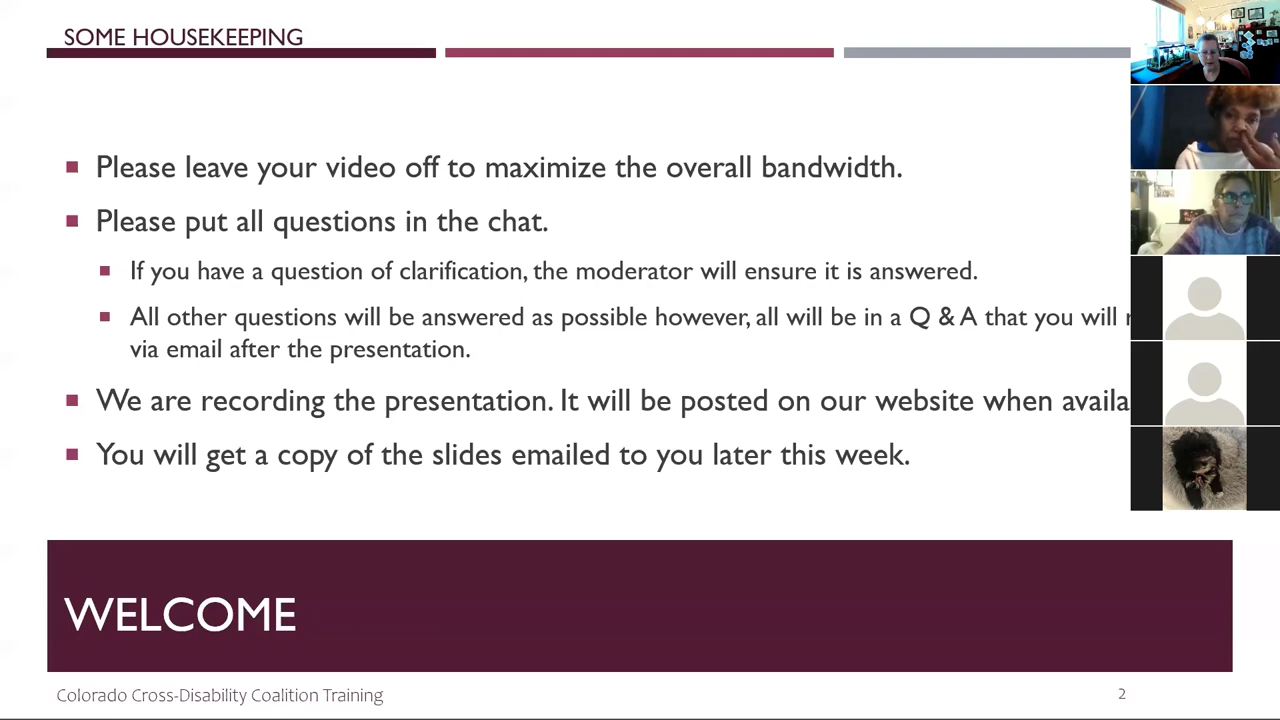 SOME HOUSEKEEPING
Please leave your video off to maximize the overall bandwidth.
Please put all questions in the chat.
If you have a question of clarification, the moderator will ensure it is answered.
All other questions will be answered as possible however, all will be in a Q & A that you will
via email after the presentation.
We are recording the presentation. It will be posted on our website when
You will get a copy of the slides emailed to you later this week.
WELCOME
Colorado Cross-Disability Coalition Training
2